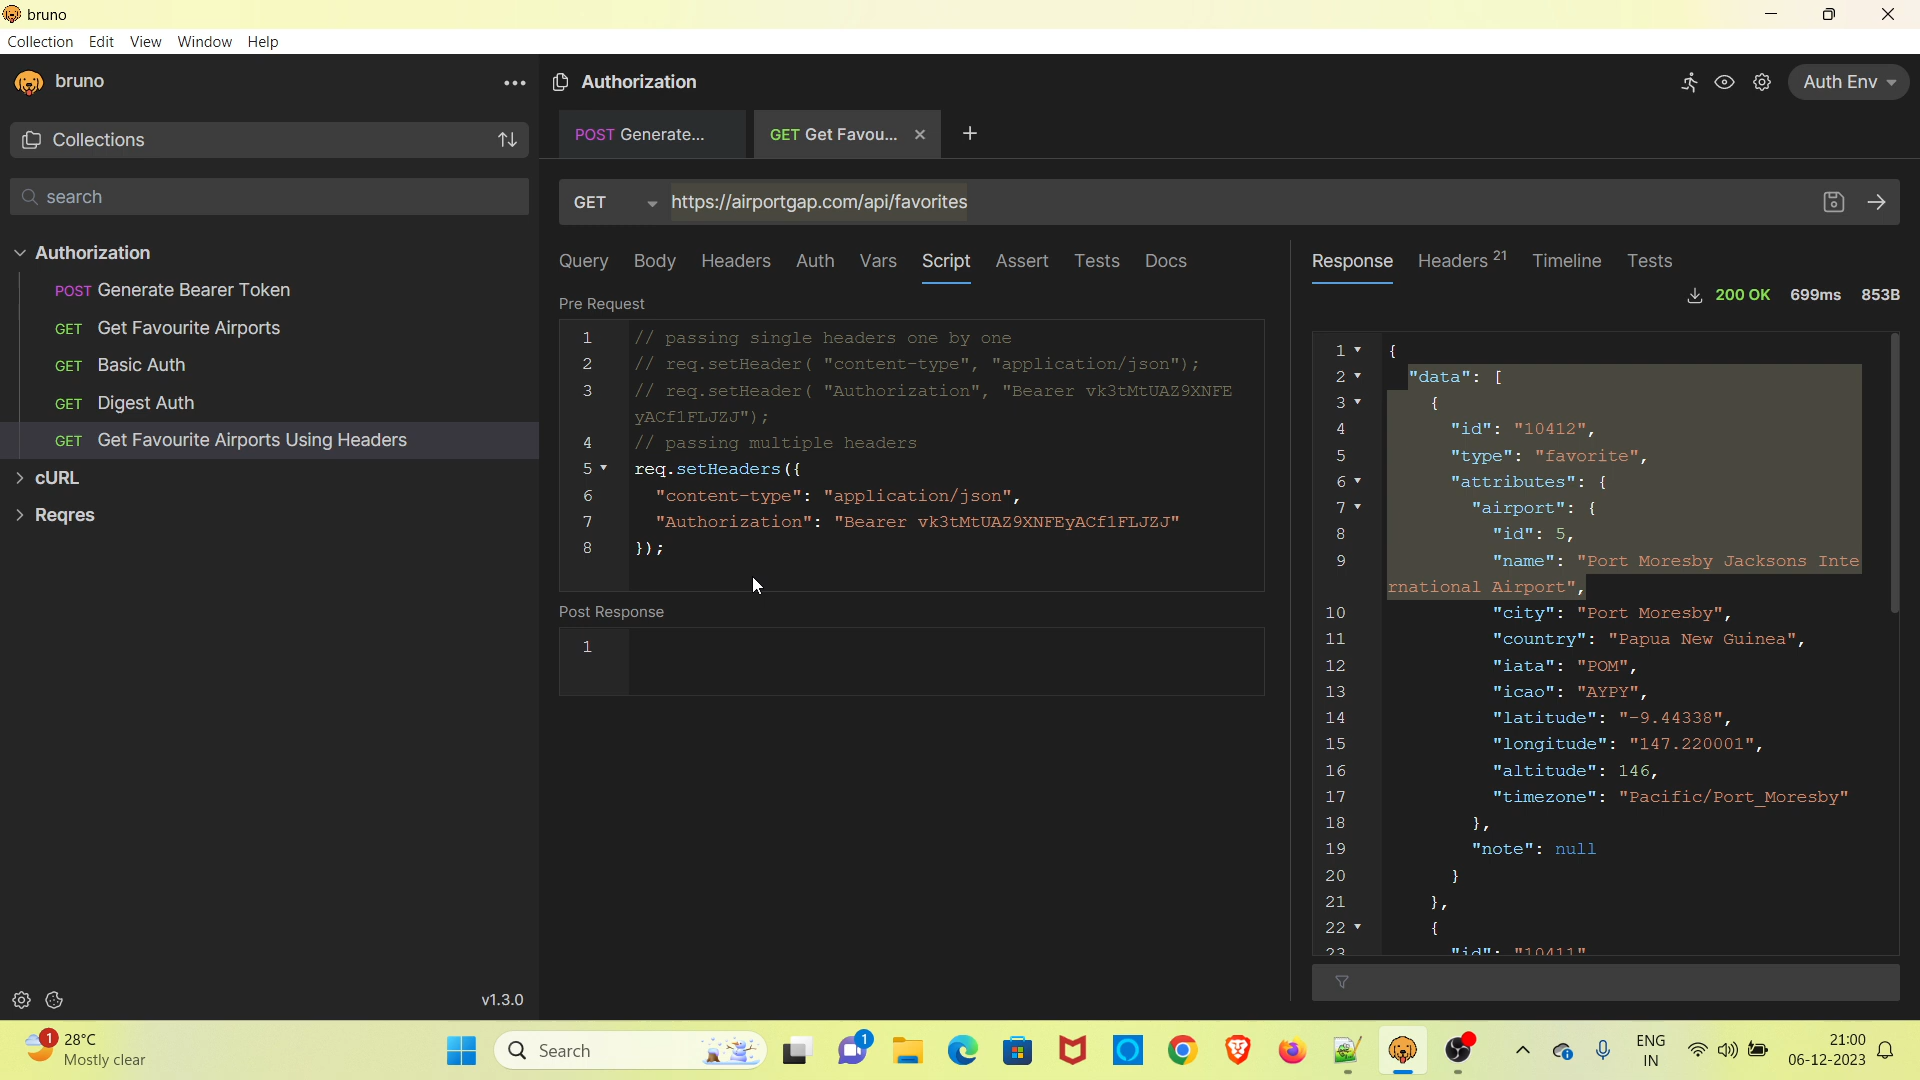 bruno
Collection Edit View Window Help
bruno
Authorization
Auth Env
Collections
POST Generate...
GET Get Favou...
search
GET https://airportgap.com/api/favorites
Authorization
POST Generate Bearer Token
GET Get Favourite Airports
GET Basic Auth
GET Digest Auth
GET Get Favourite Airports Using Headers
cURL
Reqres
v1.3.0
Query Body Headers Auth Vars Script Assert Tests Docs
Pre Request
1 // passing single headers one by one
2 // req.setHeader( "content-type", "application/json");
3 // req.setHeader( "Authorization", "Bearer vk3tMtUAZ9XNFE
yACf1FLJZJ");
4 // passing multiple headers
5 req.setHeaders({
6 "content-type": "application/json",
7 "Authorization": "Bearer vk3tMtUAZ9XNFEyACf1FLJZJ"
8 });
Post Response
1
Response Headers 21 Timeline Tests
200 OK 699ms 853B
1 {
2 "data": [
3 {
4 "id": "10412",
5 "type": "favorite",
6 "attributes": {
7 "airport": {
8 "id": 5,
9 "name": "Port Moresby Jacksons Inte
rnational Airport",
10 "city": "Port Moresby",
11 "country": "Papua New Guinea",
12 "iata": "POM",
13 "icao": "AYPY",
14 "latitude": "-9.44338",
15 "longitude": "147.220001",
16 "altitude": 146,
17 "timezone": "Pacific/Port_Moresby"
18 },
19 "note": null
20 }
21 },
22 {
23 "id": "10411"
1 28°C
Mostly clear
Search
1
ENG
IN
21:00
06-12-2023